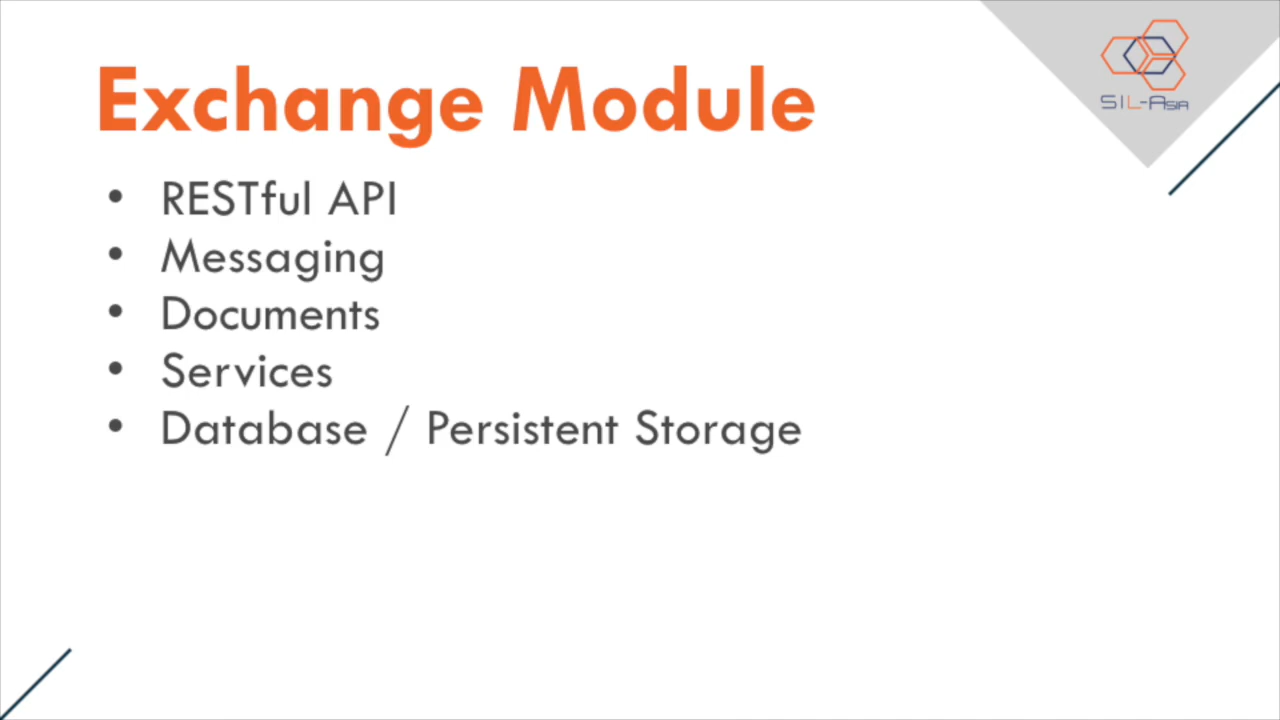 Exchange Module
SIL-Asia
• RESTful API
• Messaging
• Documents
• Services
• Database / Persistent Storage